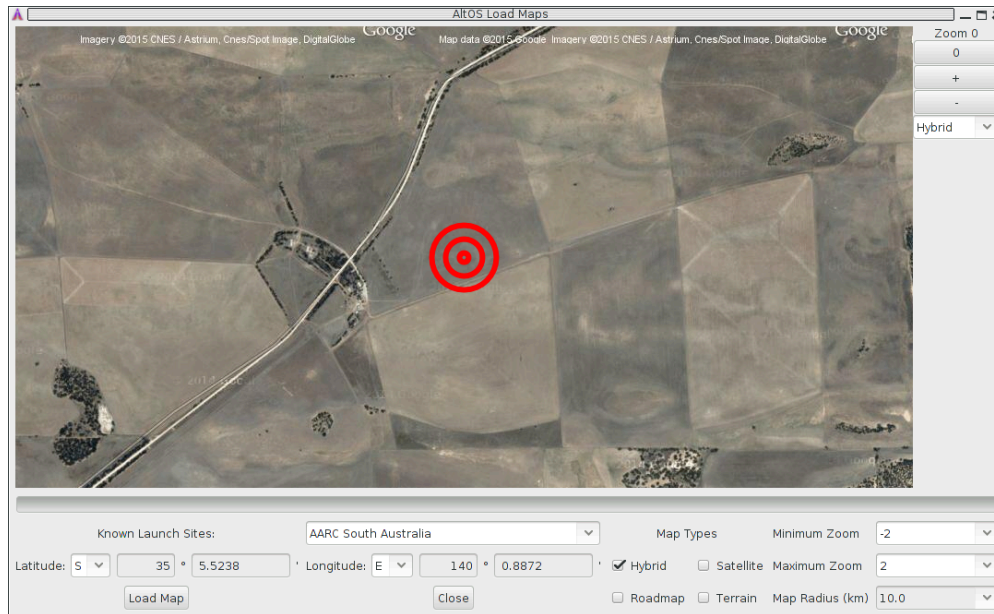 AltOS Load Maps
Imagery ©2015 CNES / Astrium, Cnes/Spot Image, DigitalGlobe
Google
Map data ©2015 Google Imagery ©2015 CNES / Astrium, Cnes/Spot Image, DigitalGlobe
Google
Zoom 0
0
+
-
Hybrid
Known Launch Sites: AARC South Australia Map Types Minimum Zoom -2
Latitude: S 35 ° 5.5238 ' Longitude: E 140 ° 0.8872 ' Hybrid Satellite Maximum Zoom 2
Load Map Close Roadmap Terrain Map Radius (km) 10.0